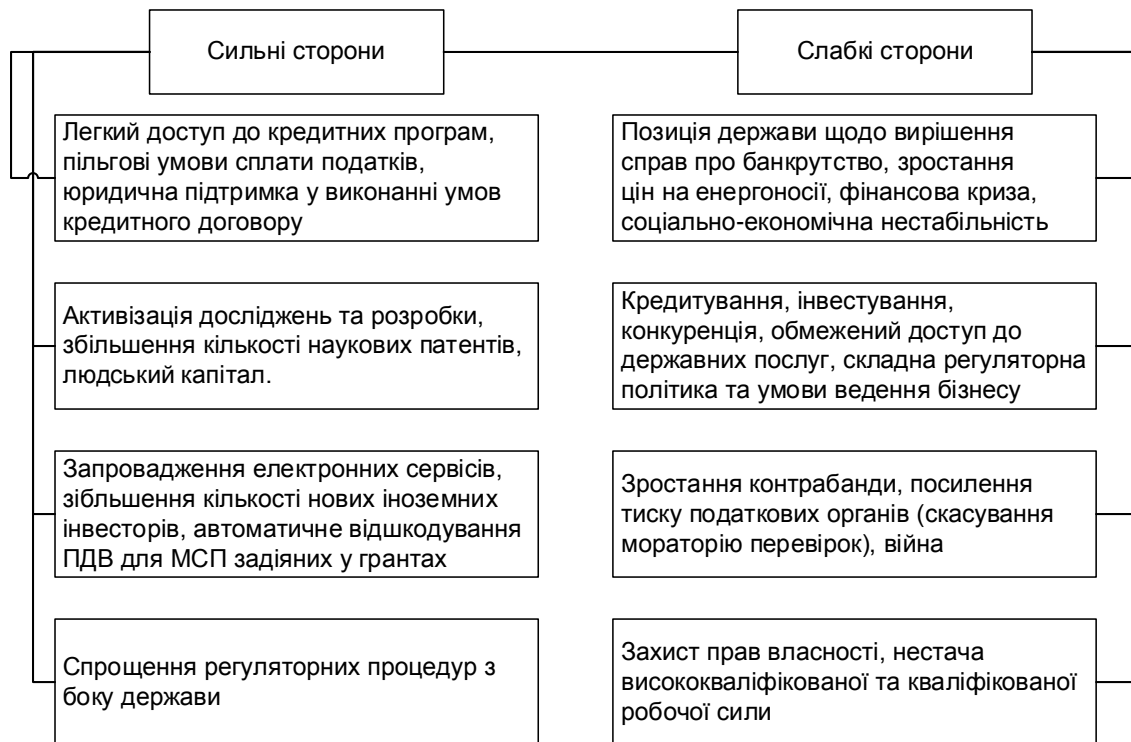 Сильні сторони
Слабкі сторони
Легкий доступ до кредитних програм,
пільгові умови сплати податків,
юридична підтримка у виконанні умов
кредитного договору
Позиція держави щодо вирішення
справ про банкрутство, зростання
цін на енергоносії, фінансова криза,
соціально-економічна нестабільність
Активізація досліджень та розробки,
збільшення кількості наукових патентів,
людський капітал.
Кредитування, інвестування,
конкуренція, обмежений доступ до
державних послуг, складна регуляторна
політика та умови ведення бізнесу
Запровадження електронних сервісів,
зібльшення кількості нових іноземних
інвесторів, автоматичне відшкодування
ПДВ для МСП задіяних у грантах
Зростання контрабанди, посилення
тиску податкових органів (скасування
мораторію перевірок), війна
Спрощення регуляторних процедур з
боку держави
Захист прав власності, нестача
висококваліфікованої та кваліфікованої
робочої сили